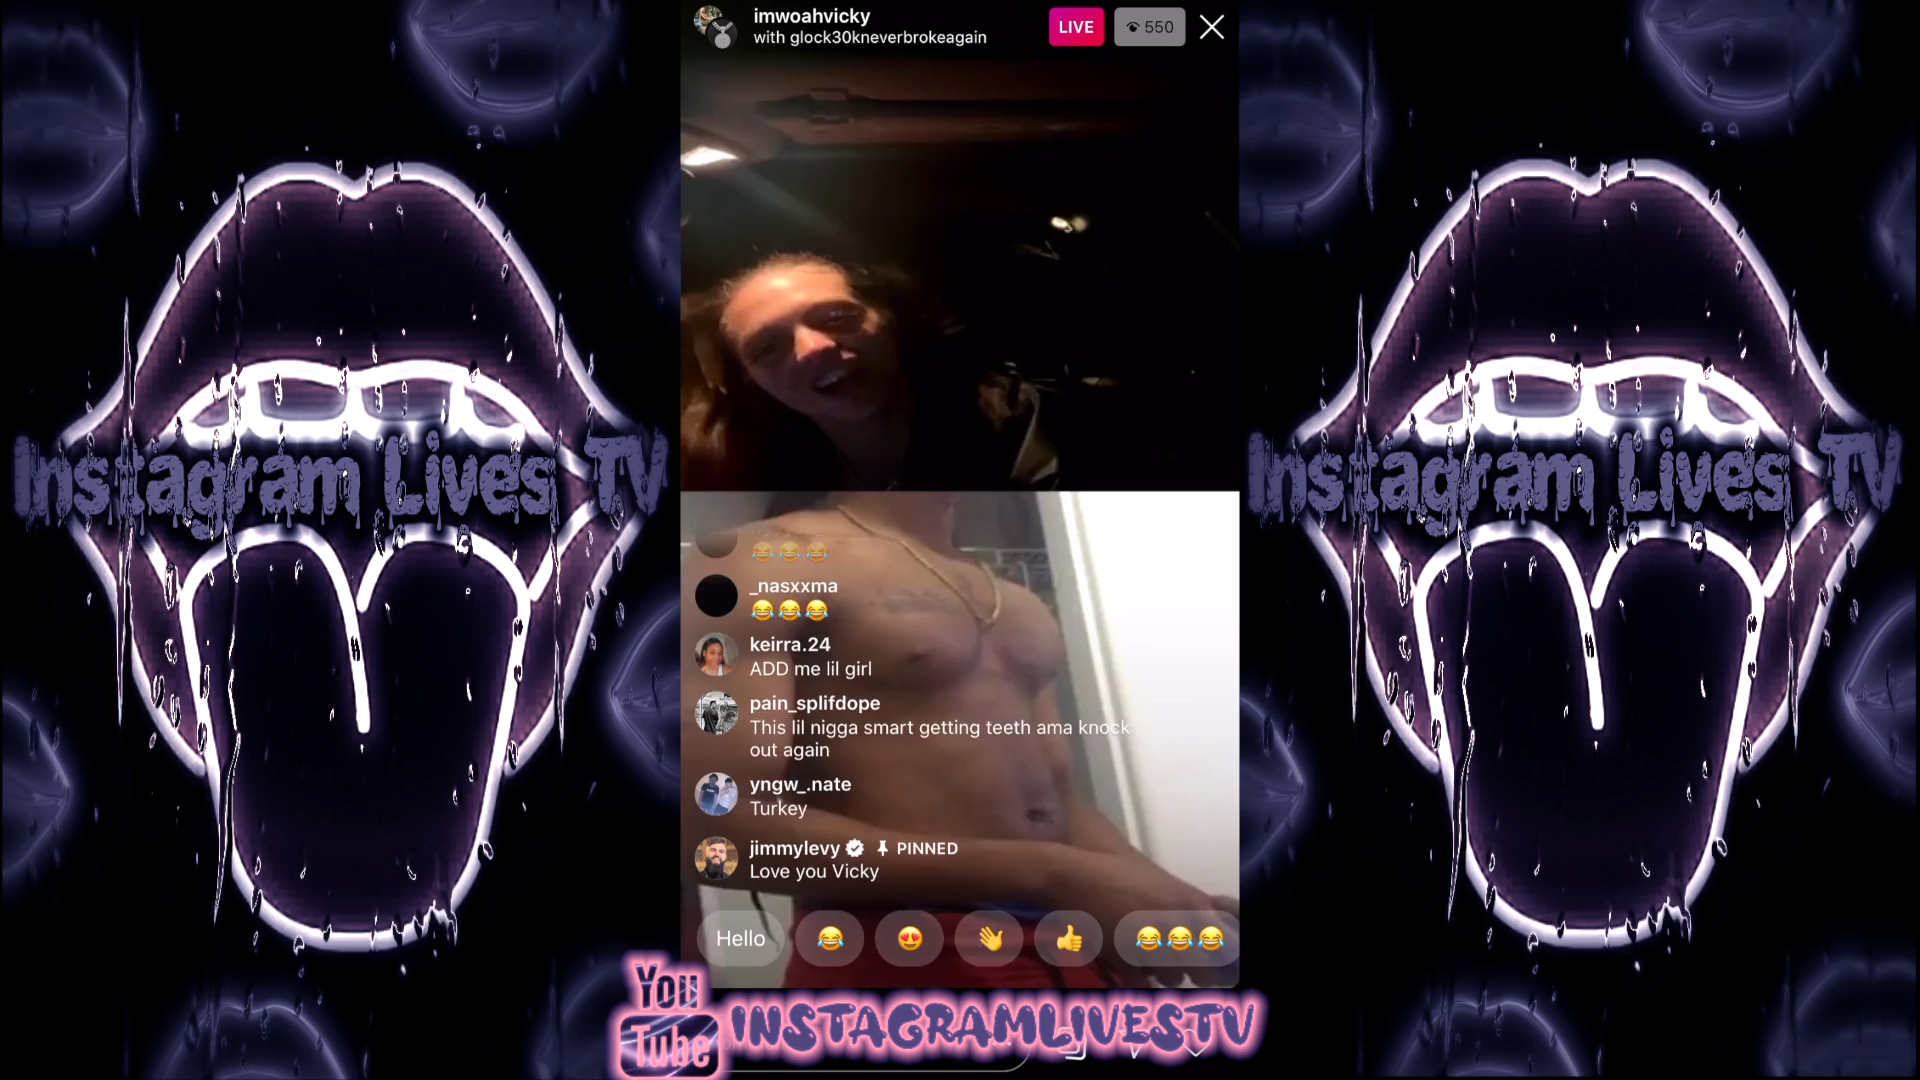 imwoahvicky
with glock30kneverbrokeagain
LIVE
550
Instagram Lives TV
Instagram Lives TV
😂😂😂
_nasxxma
😂😂😂
keirra.24
ADD me lil girl
pain_splifdope
This lil nigga smart getting teeth ama knock
out again
yngw_.nate
Turkey
jimmylevy PINNED
Love you Vicky
Hello 😂 😍 👋 👍 😂😂😂
You
Tube
INSTAGRAMLIVESTV